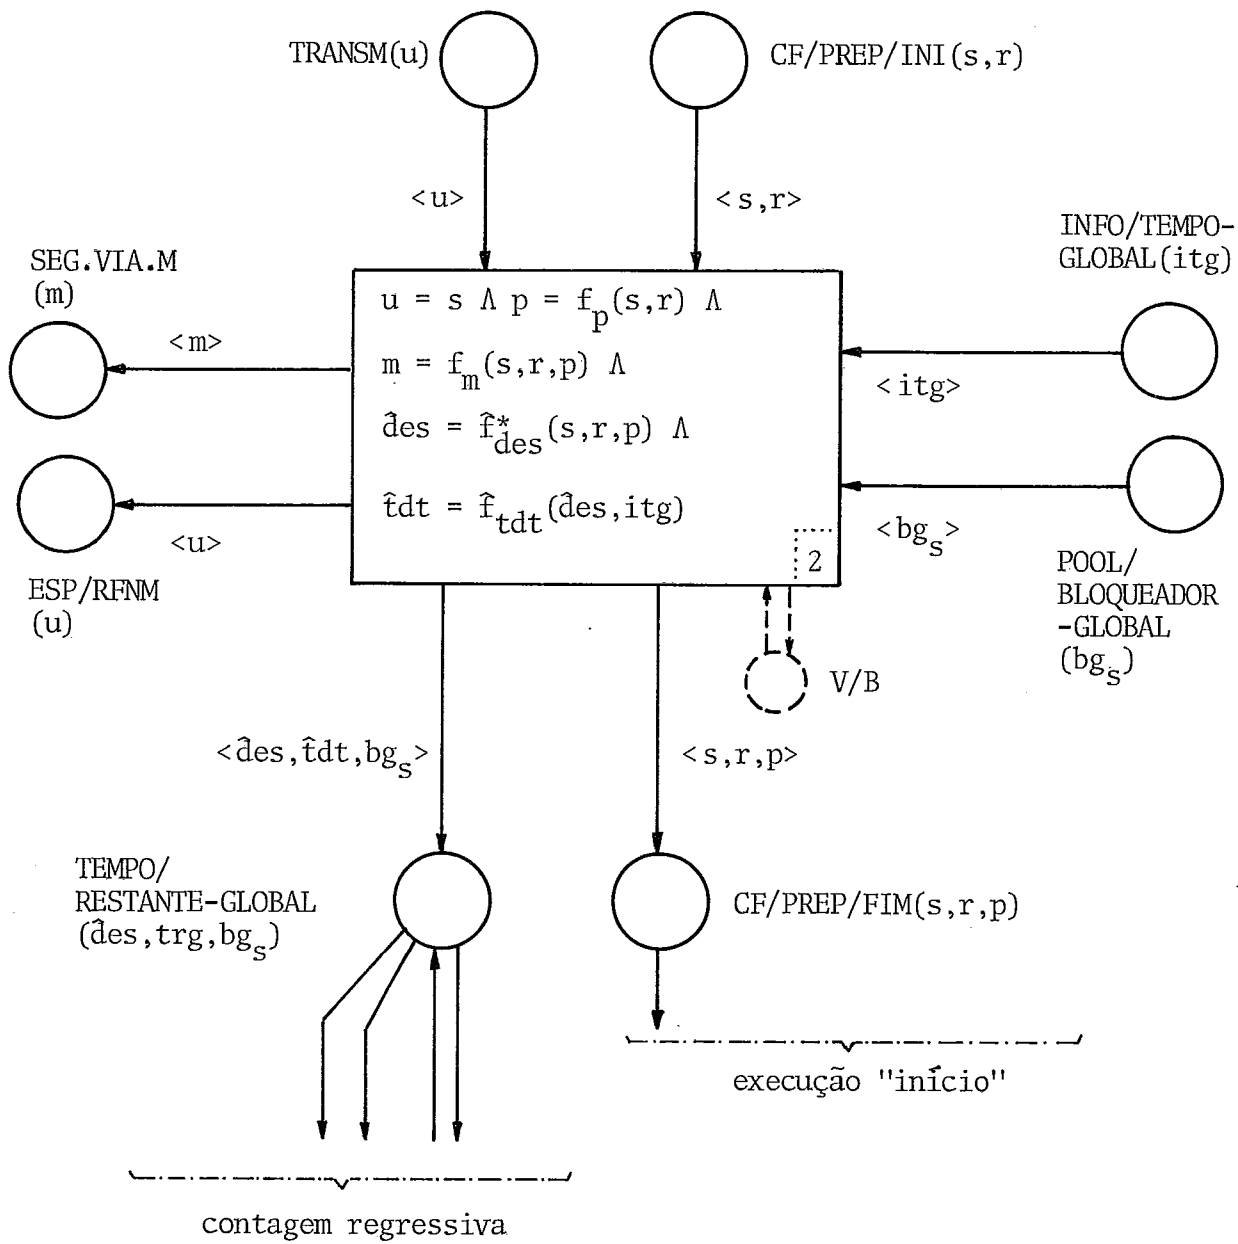 TRANSM(u)
CF/PREP/INI(s,r)
<u>
<s,r>
INFO/TEMPO-
GLOBAL(itg)
SEG.VIA.M
(m)
u = s Λ p = f_p(s,r) Λ
<m>
m = f_m(s,r,p) Λ
<itg>
d̂es = f̂*_des(s,r,p) Λ
t̂dt = f̂_tdt(d̂es,itg)
<bg_s>
<u>
2
ESP/RFNM
(u)
POOL/
BLOQUEADOR
-GLOBAL
(bg_s)
V/B
<d̂es,t̂dt,bg_s>
<s,r,p>
TEMPO/
RESTANTE-GLOBAL
(d̂es,trg,bg_s)
CF/PREP/FIM(s,r,p)
execução "início"
contagem regressiva